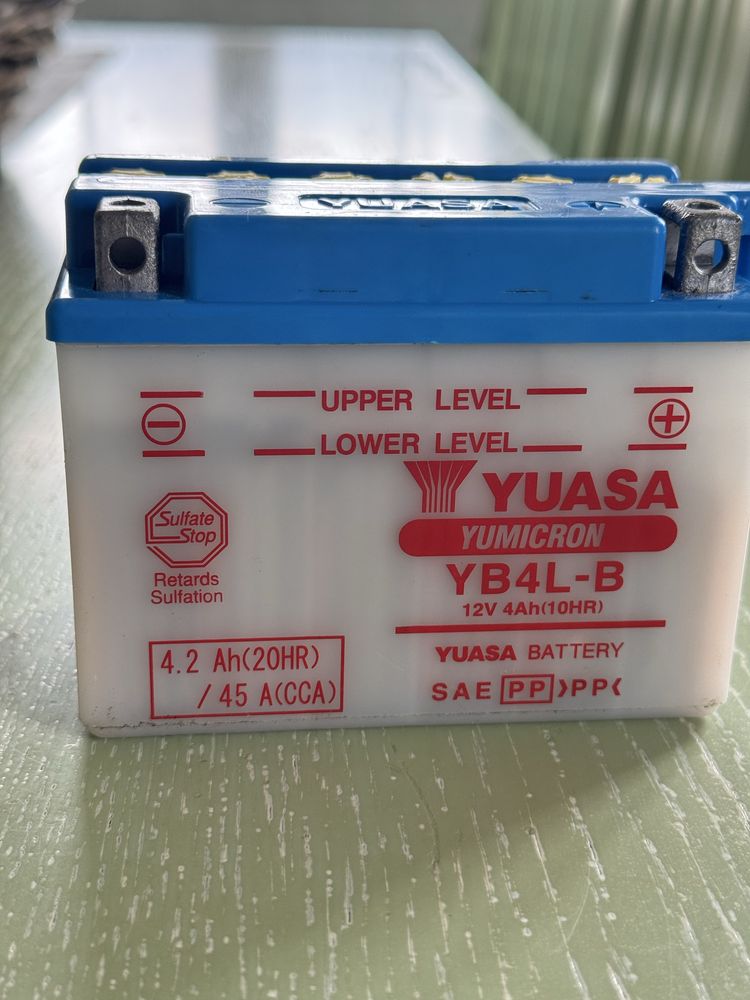 YUASA
UPPER LEVEL
LOWER LEVEL
YUASA
YUMICRON
YB4L-B
12V 4Ah(10HR)
Sulfate
Stop
Retards
Sulfation
4.2 Ah(20HR)
/ 45 A(CCA)
YUASA BATTERY
SAE PP >PP<